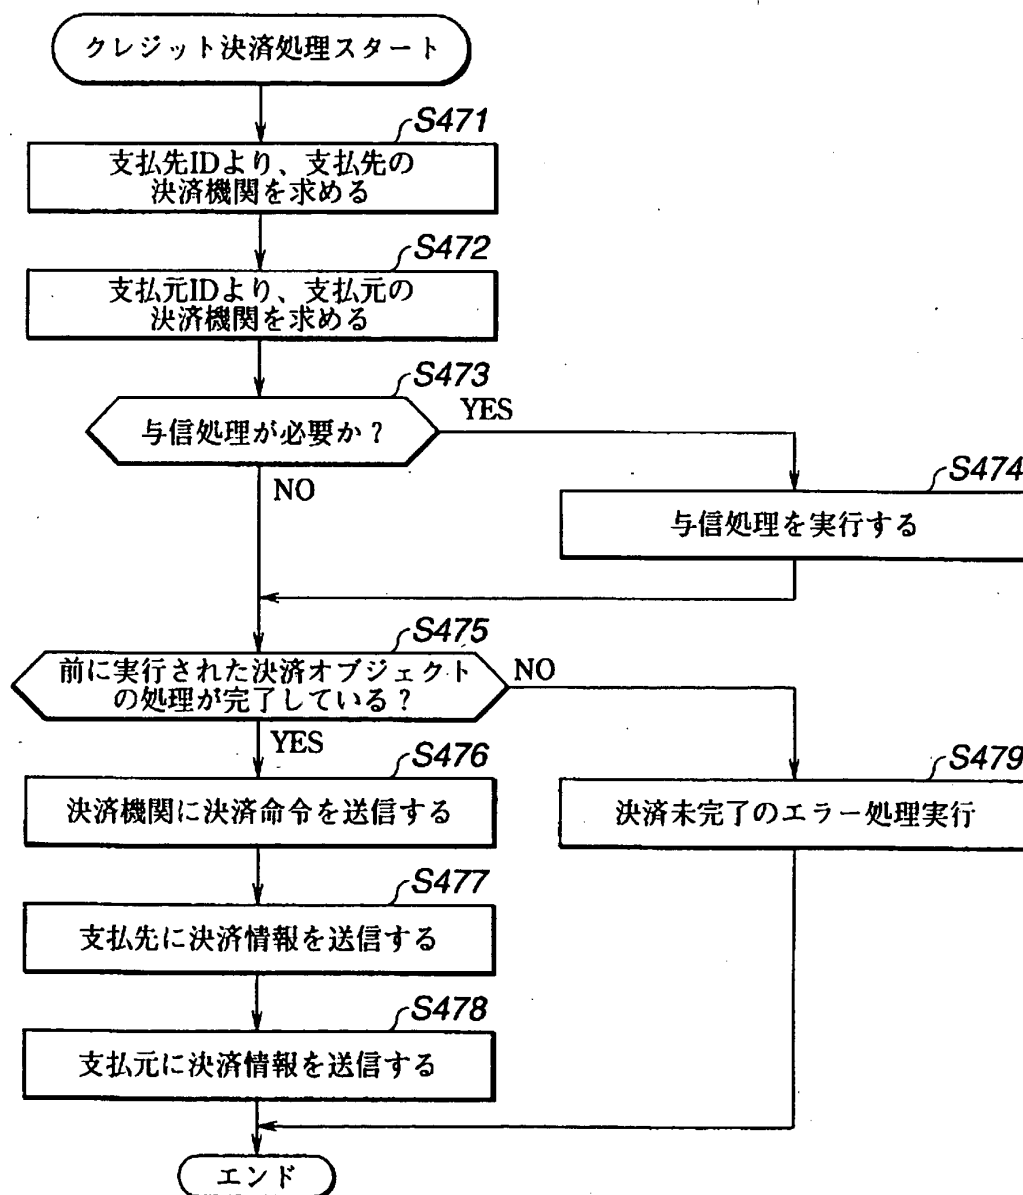 クレジット決済処理スタート
S471
支払先IDより、支払先の
決済機関を求める
S472
支払元IDより、支払元の
決済機関を求める
S473
与信処理が必要か?
YES
NO
S474
与信処理を実行する
S475
前に実行された決済オブジェクト
の処理が完了している?
NO
YES
S476
決済機関に決済命令を送信する
S479
決済未完了のエラー処理実行
S477
支払先に決済情報を送信する
S478
支払元に決済情報を送信する
エンド